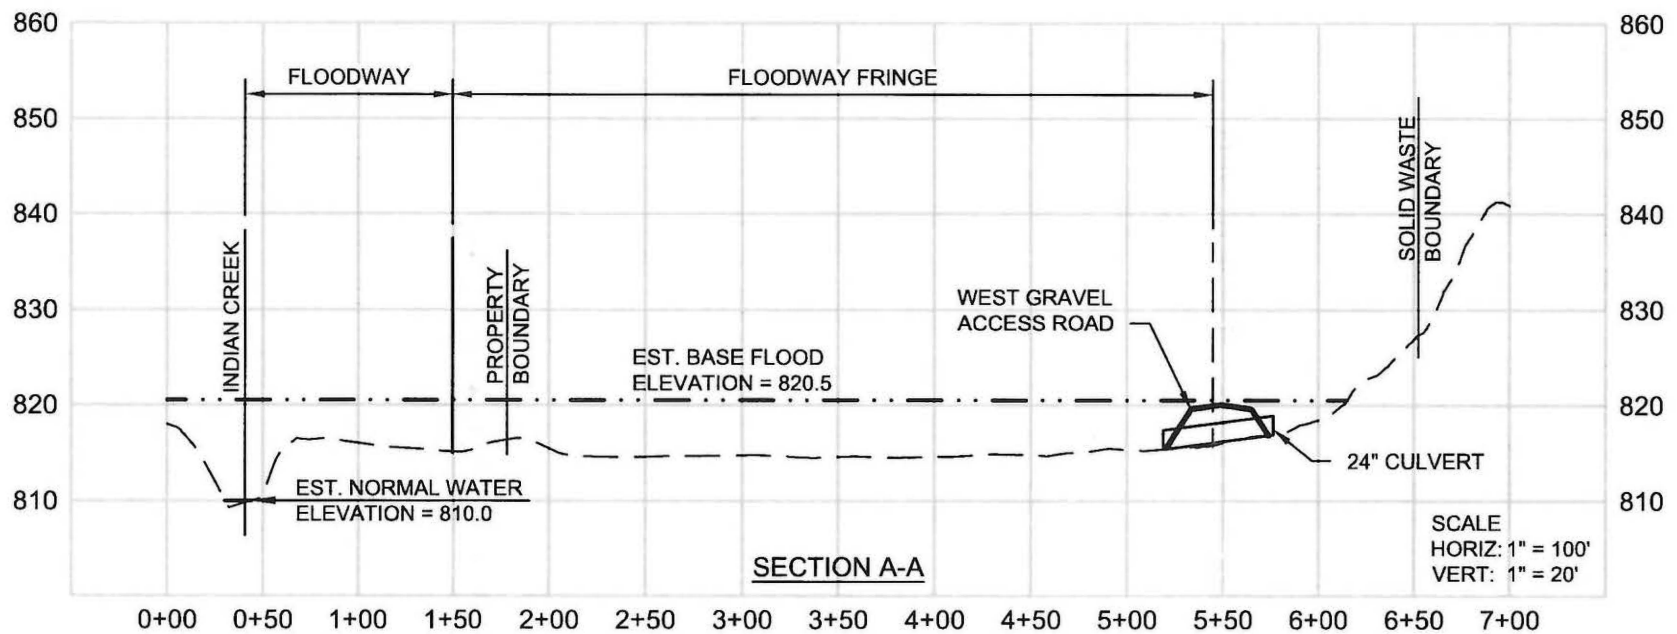 860
860
FLOODWAY
FLOODWAY FRINGE
850
850
SOLID WASTE
BOUNDARY
840
840
INDIAN CREEK
PROPERTY
BOUNDARY
WEST GRAVEL
ACCESS ROAD
830
830
EST. BASE FLOOD
ELEVATION = 820.5
820
820
24" CULVERT
EST. NORMAL WATER
ELEVATION = 810.0
810
810
SCALE
HORIZ: 1" = 100'
VERT: 1" = 20'
SECTION A-A
0+00 0+50 1+00 1+50 2+00 2+50 3+00 3+50 4+00 4+50 5+00 5+50 6+00 6+50 7+00